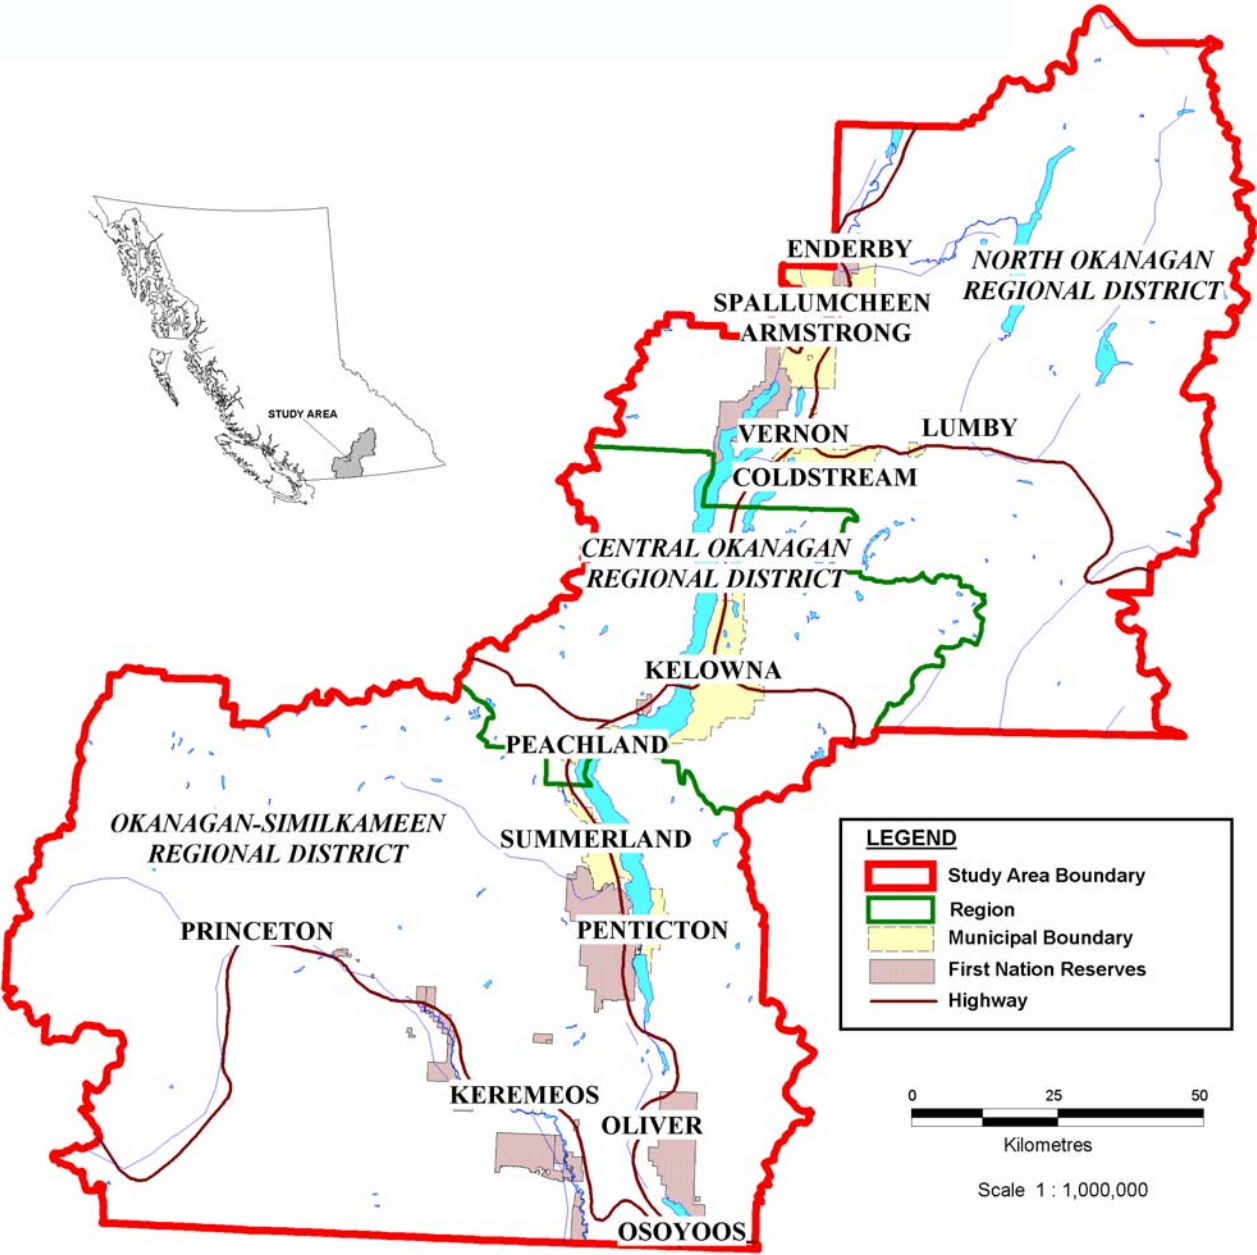 ENDERBY
NORTH OKANAGAN
REGIONAL DISTRICT
SPALLUMCHEEN
ARMSTRONG
STUDY AREA
VERNON
LUMBY
COLDSTREAM
CENTRAL OKANAGAN
REGIONAL DISTRICT
KELOWNA
PEACHLAND
OKANAGAN-SIMILKAMEEN
REGIONAL DISTRICT
SUMMERLAND
PRINCETON
PENTICTON
KEREMEOS
OLIVER
OSOYOOS
LEGEND
Study Area Boundary
Region
Municipal Boundary
First Nation Reserves
Highway
0 25 50
Kilometres
Scale 1 : 1,000,000